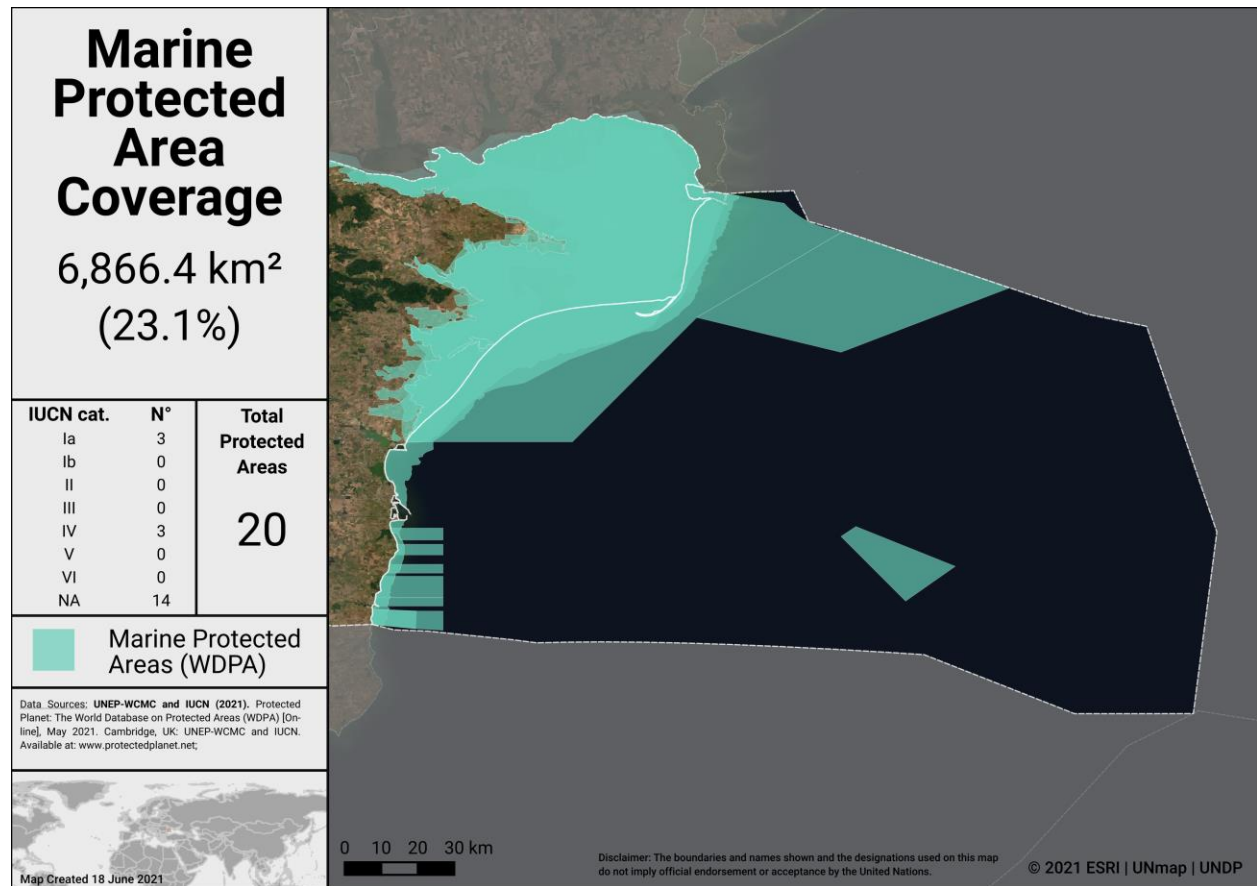 Marine
Protected
Area
Coverage
6,866.4 km²
(23.1%)
IUCN cat. N°
Ia 3
Ib 0
II 0
III 0
IV 3
V 0
VI 0
NA 14
Total
Protected
Areas
20
Marine Protected
Areas (WDPA)
Data Sources: UNEP-WCMC and IUCN (2021). Protected
Planet: The World Database on Protected Areas (WDPA) [On-
line], May 2021. Cambridge, UK: UNEP-WCMC and IUCN.
Available at: www.protectedplanet.net;
Map Created 18 June 2021
0 10 20 30 km
Disclaimer: The boundaries and names shown and the designations used on this map
do not imply official endorsement or acceptance by the United Nations.
© 2021 ESRI | UNmap | UNDP